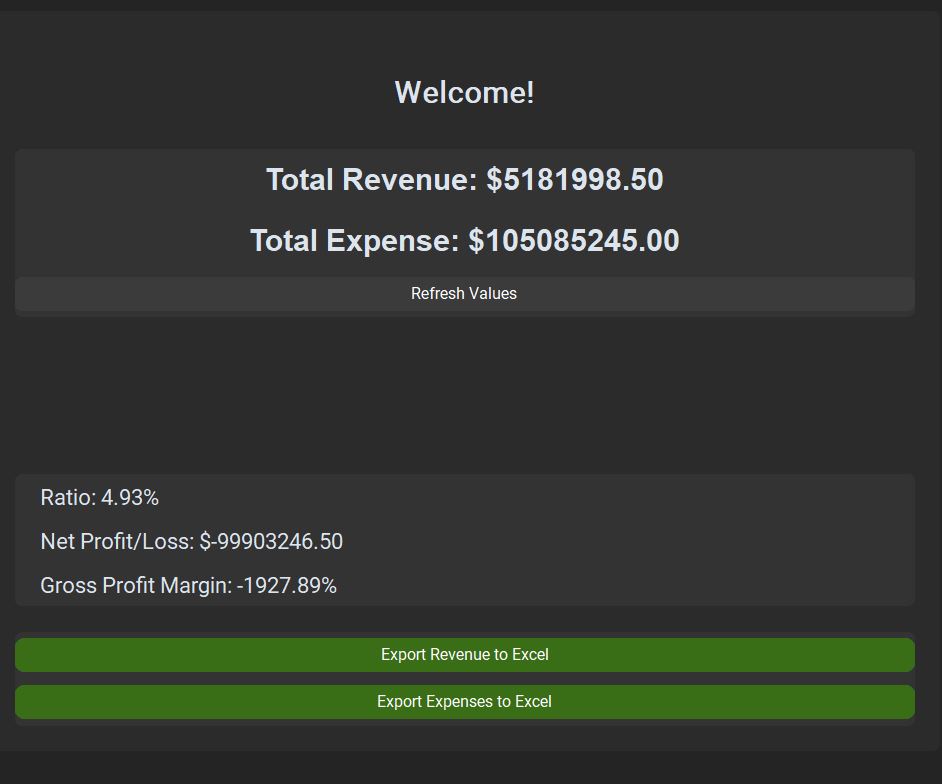 Welcome!
Total Revenue: $5181998.50
Total Expense: $105085245.00
Refresh Values
Ratio: 4.93%
Net Profit/Loss: $-99903246.50
Gross Profit Margin: -1927.89%
Export Revenue to Excel
Export Expenses to Excel